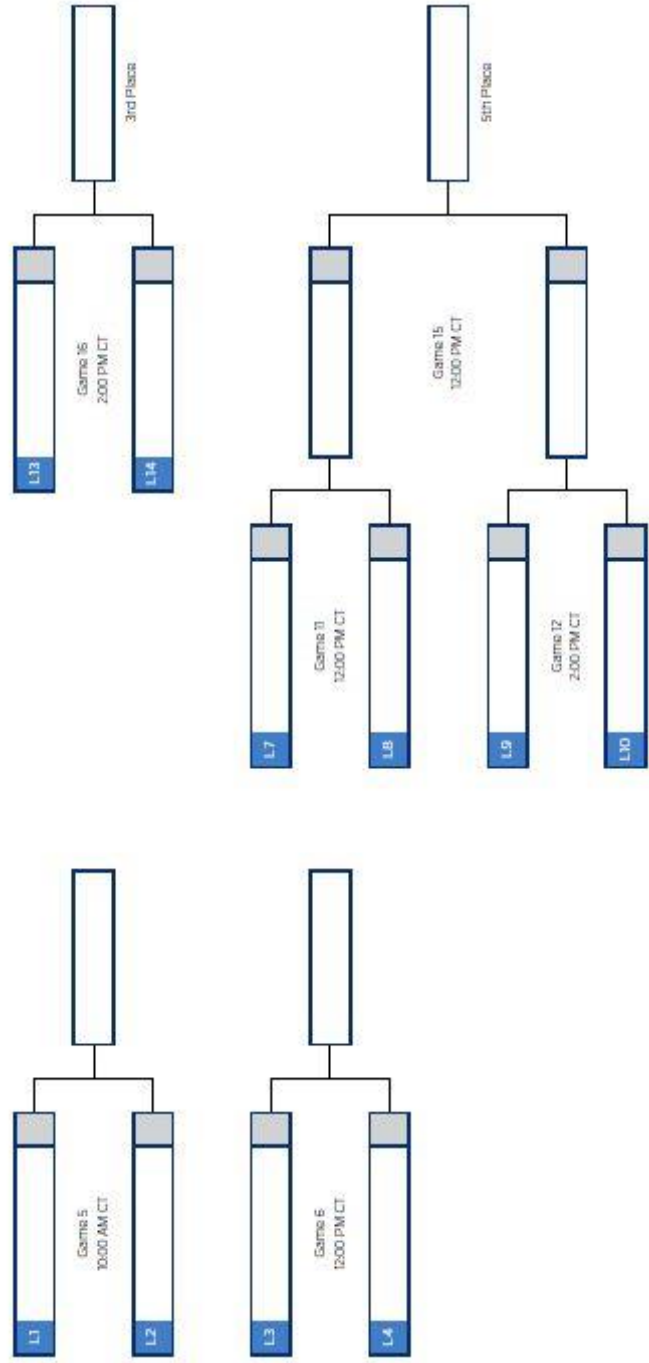 L1
Game 5
10:00 AM CT
L2
L3
Game 6
12:00 PM CT
L4
L13
Game 16
2:00 PM CT
L14
3rd Place
L7
Game 11
12:00 PM CT
L8
L9
Game 12
2:00 PM CT
L10
Game 15
12:00 PM CT
5th Place